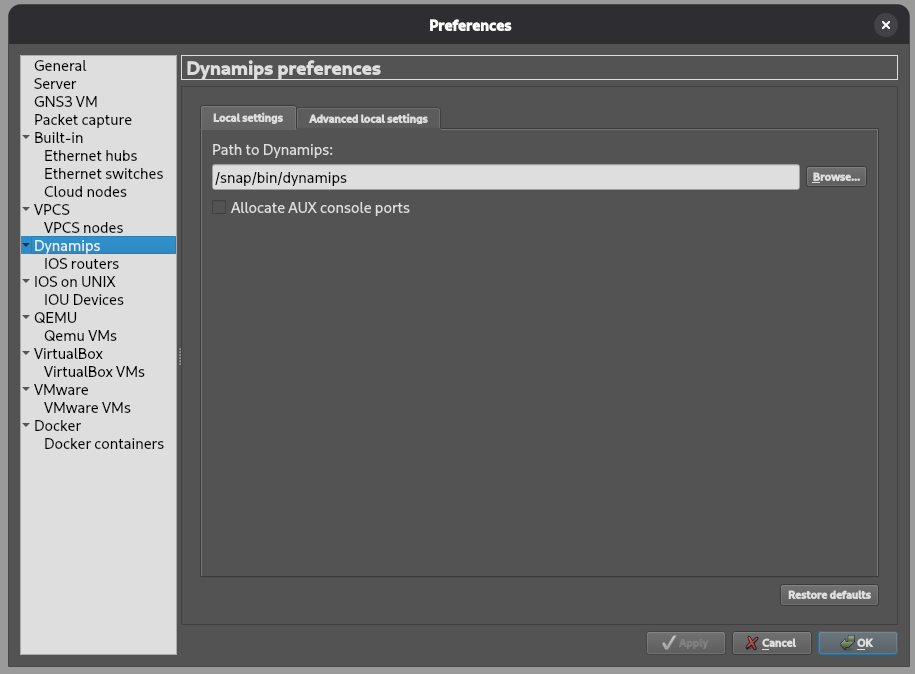 Preferences
General
Server
GNS3 VM
Packet capture
Built-in
Ethernet hubs
Ethernet switches
Cloud nodes
VPCS
VPCS nodes
Dynamips
IOS routers
IOS on UNIX
IOU Devices
QEMU
Qemu VMs
VirtualBox
VirtualBox VMs
VMware
VMware VMs
Docker
Docker containers
Dynamips preferences
Local settings
Advanced local settings
Path to Dynamips:
/snap/bin/dynamips
Browse...
Allocate AUX console ports
Restore defaults
Apply
Cancel
OK